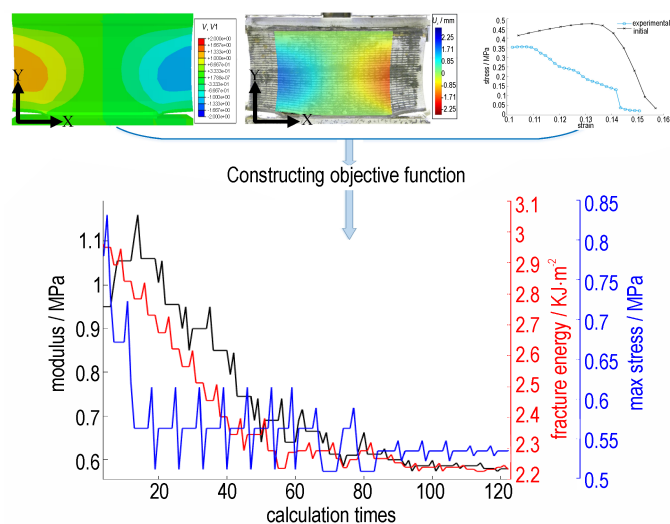 V, V1
+2.000e+00
+1.667e+00
+1.333e+00
+1.000e+00
+6.667e-01
+3.333e-01
-3.333e-01
-6.667e-01
-1.000e+00
-1.333e+00
-1.667e+00
-2.000e+00
Y
X
U, / mm
2.25
1.71
0.85
0
-0.85
-1.71
-2.25
Y
X
experimental
initial
stress / MPa
0.5
0.45
0.4
0.35
0.3
0.25
0.2
0.15
0.1
0.05
0
0.1 0.11 0.12 0.13 0.14 0.15 0.16
strain
Constructing objective function
modulus / MPa
1.1
1
0.9
0.8
0.7
0.6
20 40 60 80 100 120
calculation times
3.1
3
2.9
2.8
2.7
2.6
2.5
2.4
2.3
2.2
fracture energy / KJ·m⁻²
0.85
0.8
0.75
0.7
0.65
0.6
0.55
0.5
max stress / MPa